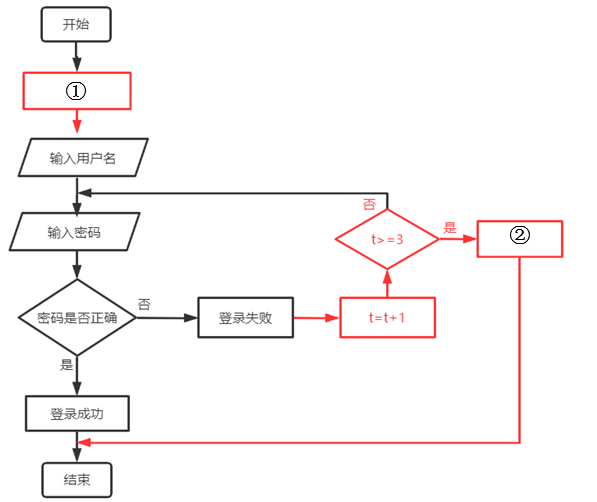 开始
①
输入用户名
否
输入密码
t>=3
是
②
密码是否正确
否
登录失败
t=t+1
是
登录成功
结束